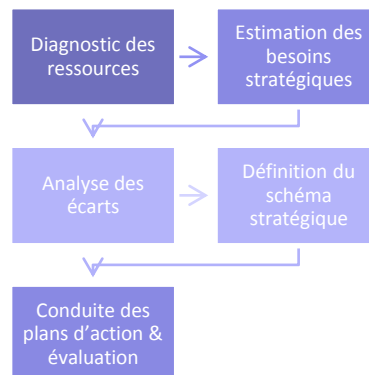 Diagnostic des
ressources
Estimation des
besoins
stratégiques
Analyse des
écarts
Définition du
schéma
stratégique
Conduite des
plans d'action &
évaluation